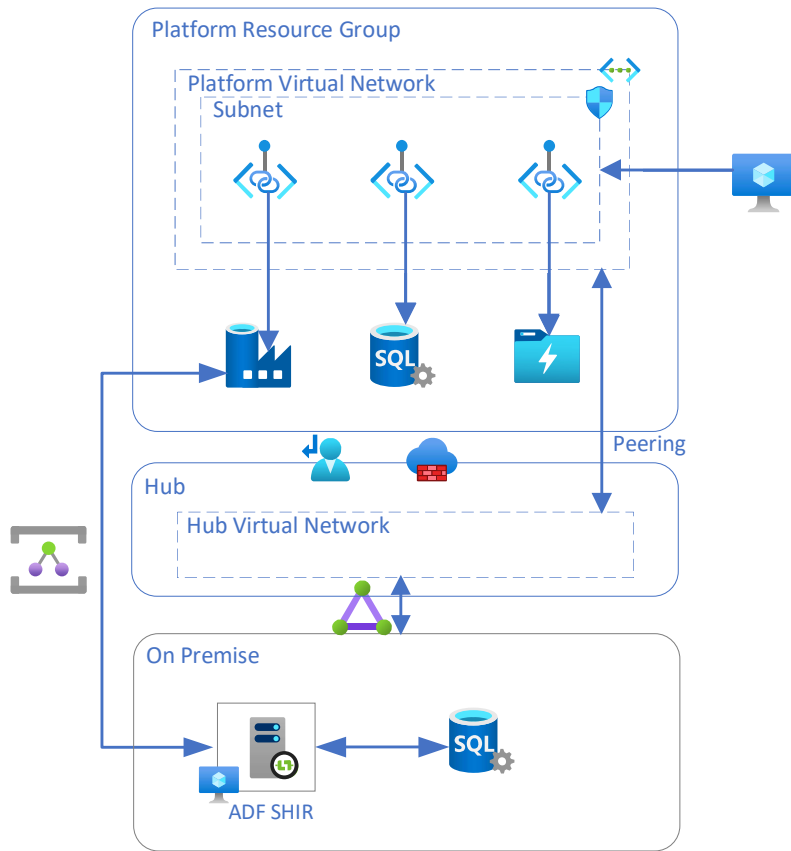 Platform Resource Group
Platform Virtual Network
Subnet
SQL
Peering
Hub
Hub Virtual Network
On Premise
SQL
ADF SHIR